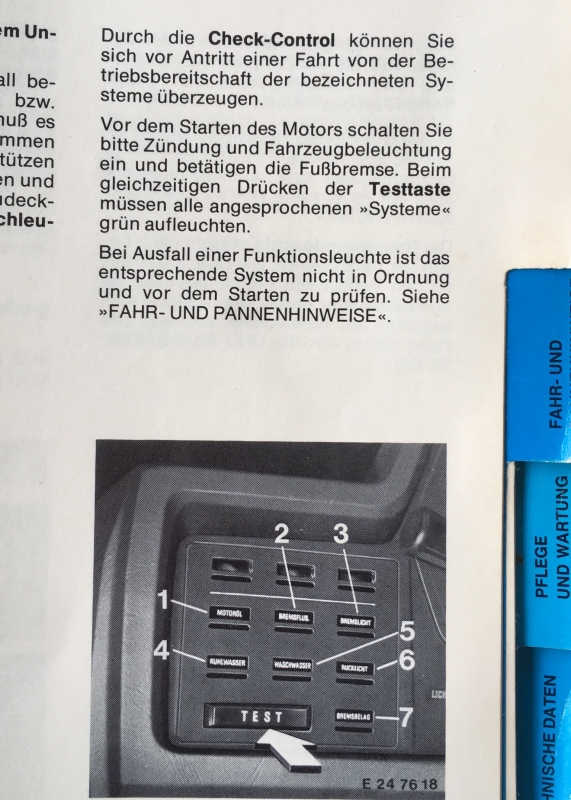 em Un-
all be-
bzw.
nuß es
mmen
tützen
en und
deck-
chleu-
Durch die Check-Control können Sie
sich vor Antritt einer Fahrt von der Be-
triebsbereitschaft der bezeichneten Sy-
steme überzeugen.
Vor dem Starten des Motors schalten Sie
bitte Zündung und Fahrzeugbeleuchtung
ein und betätigen die Fußbremse. Beim
gleichzeitigen Drücken der Testtaste
müssen alle angesprochenen »Systeme«
grün aufleuchten.
Bei Ausfall einer Funktionsleuchte ist das
entsprechende System nicht in Ordnung
und vor dem Starten zu prüfen. Siehe
»FAHR- UND PANNENHINWEISE«.
2 3
1 MOTORÖL BREMSFLUS. BREMSLICHT
5
4 KÜHLWASSER WASCHWASSER RÜCKLICHT 6
TEST BREMSBELAG 7
LICH
E 24 76 18
FAHR- UND
PFLEGE
UND WARTUNG
HNISCHE DATEN